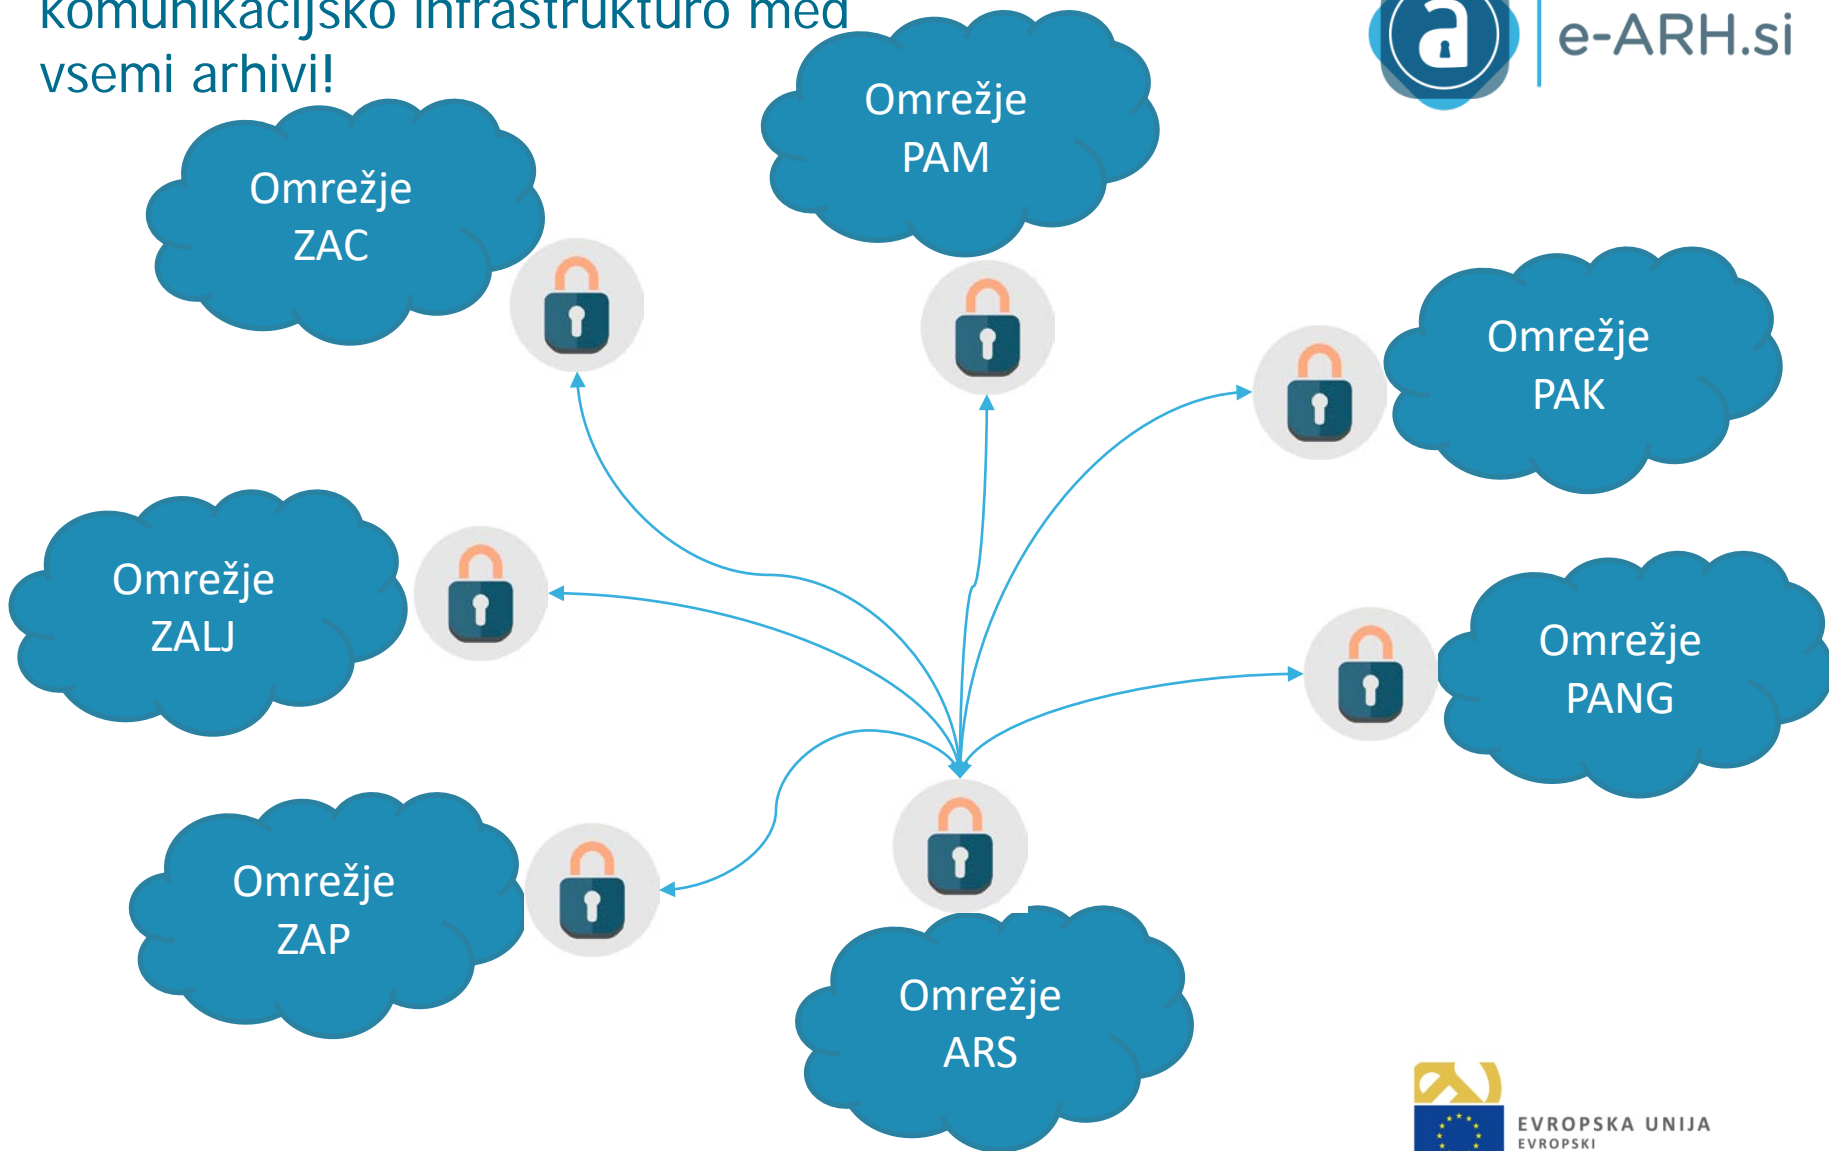 komunikacijsko infrastrukturo med
vsemi arhivi!
a
e-ARH.si
Omrežje
PAM
Omrežje
ZAC
Omrežje
PAK
Omrežje
ZALJ
Omrežje
PANG
Omrežje
ZAP
Omrežje
ARS
EVROPSKA UNIJA
EVROPSKI